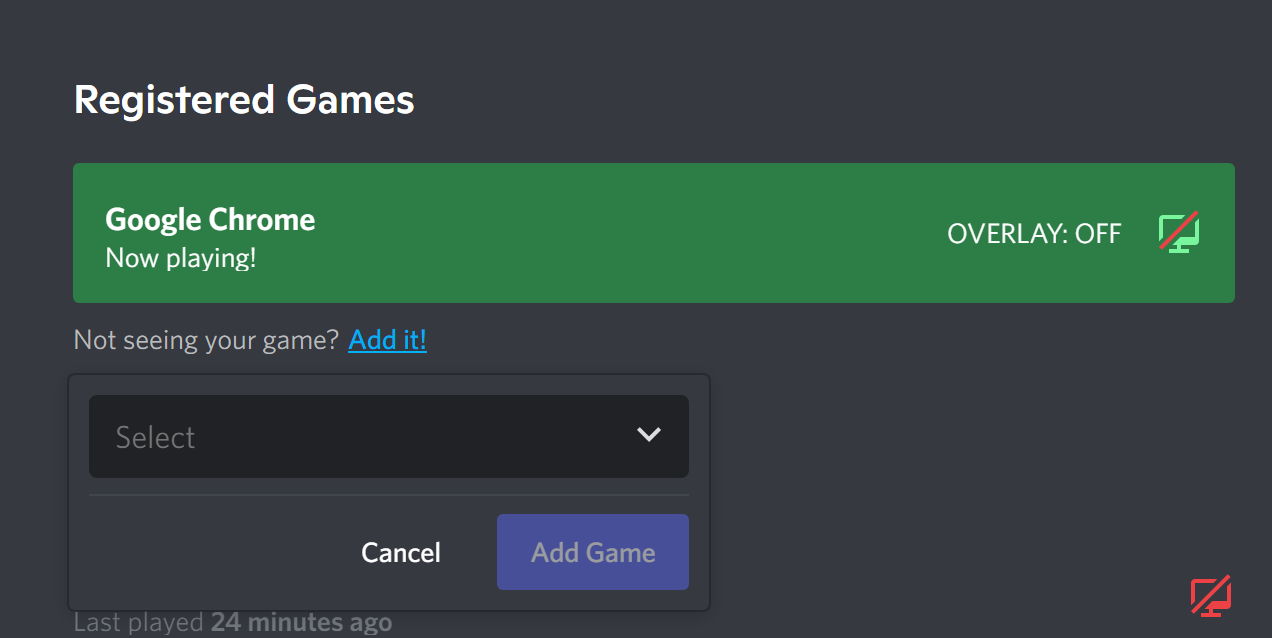 Registered Games
Google Chrome
Now playing!
OVERLAY: OFF
Not seeing your game? Add it!
Select
Cancel
Add Game
Last played 24 minutes ago